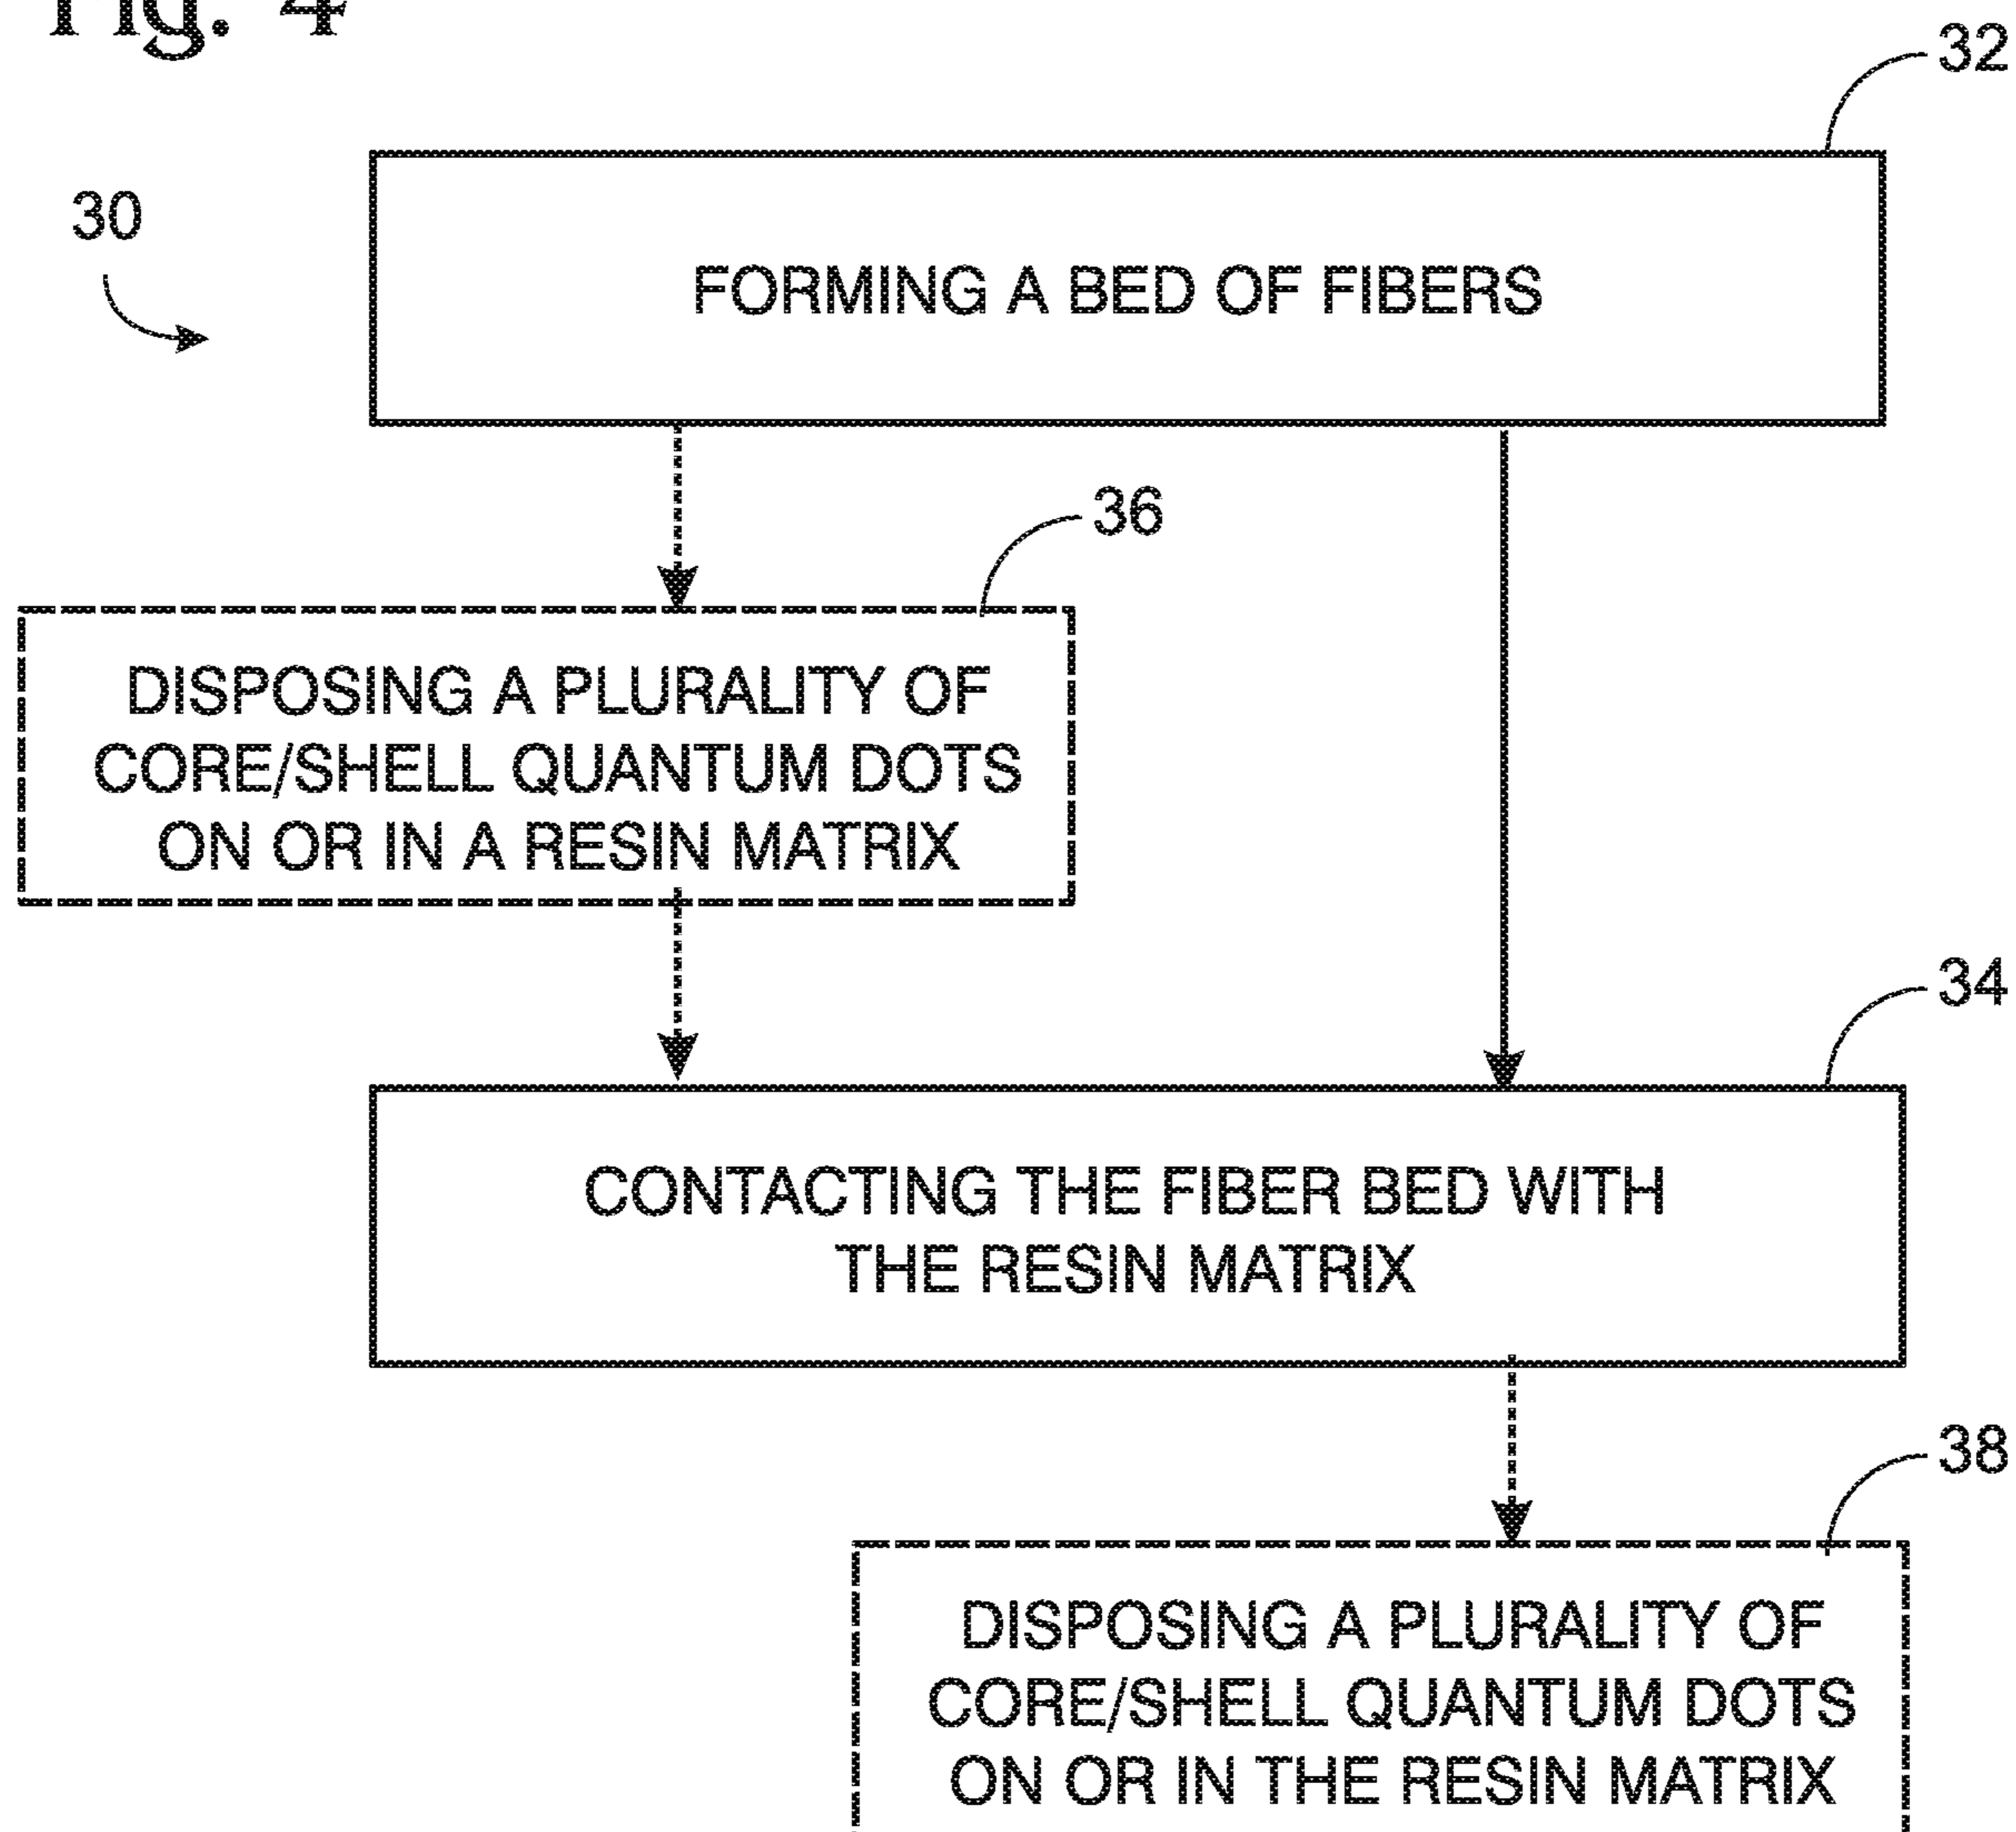 Fig. 4
32
30
FORMING A BED OF FIBERS
36
DISPOSING A PLURALITY OF
CORE/SHELL QUANTUM DOTS
ON OR IN A RESIN MATRIX
34
CONTACTING THE FIBER BED WITH
THE RESIN MATRIX
38
DISPOSING A PLURALITY OF
CORE/SHELL QUANTUM DOTS
ON OR IN THE RESIN MATRIX